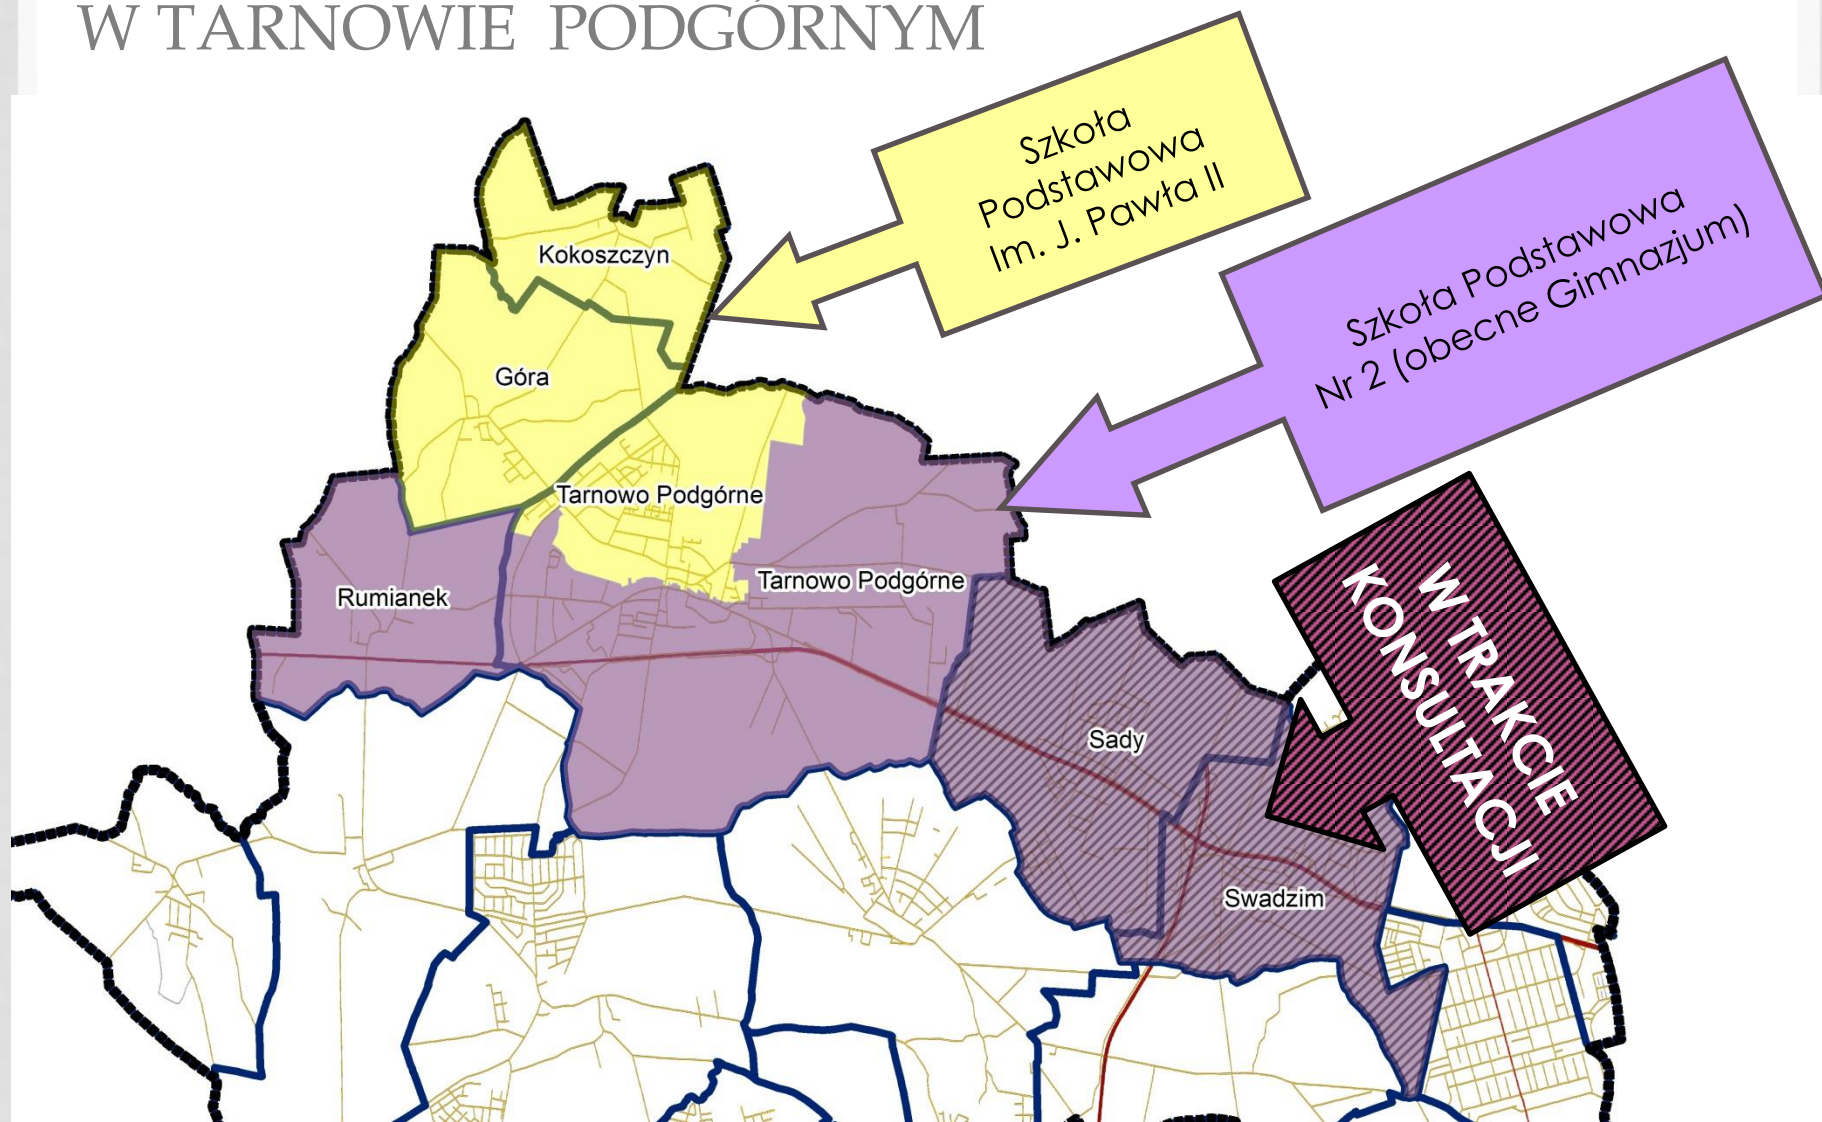 W TARNOWIE PODGÓRNYM
Szkoła
Podstawowa
Im. J. Pawła II
Szkoła Podstawowa
Nr 2 (obecne Gimnazjum)
Kokoszczyn
Góra
Tarnowo Podgórne
Rumianek
Tarnowo Podgórne
W TRAKCIE
KONSULTACJI
Sady
Swadzim